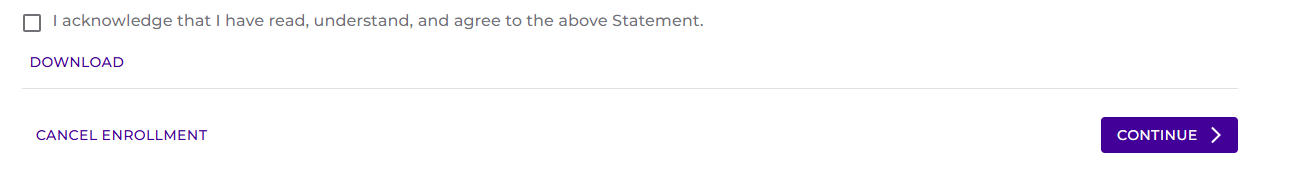 I acknowledge that I have read, understand, and agree to the above Statement.
DOWNLOAD
CANCEL ENROLLMENT
CONTINUE